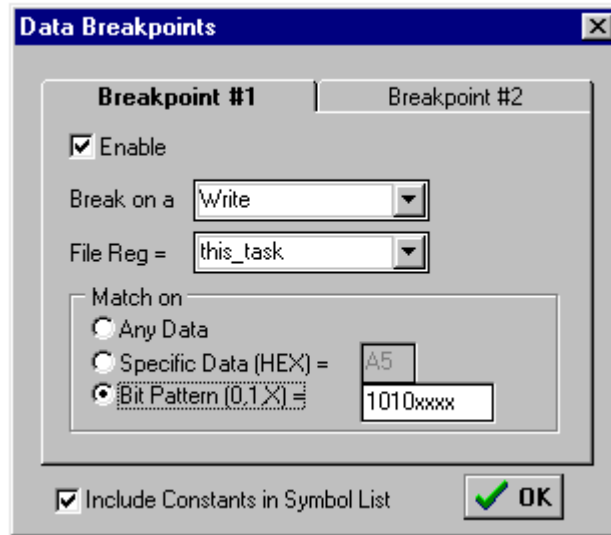 Data Breakpoints
Breakpoint #1 Breakpoint #2
Enable
Break on a Write
File Reg = this_task
Match on
Any Data
Specific Data (HEX) = A5
Bit Pattern (0,1,X) = 1010xxxx
Include Constants in Symbol List OK